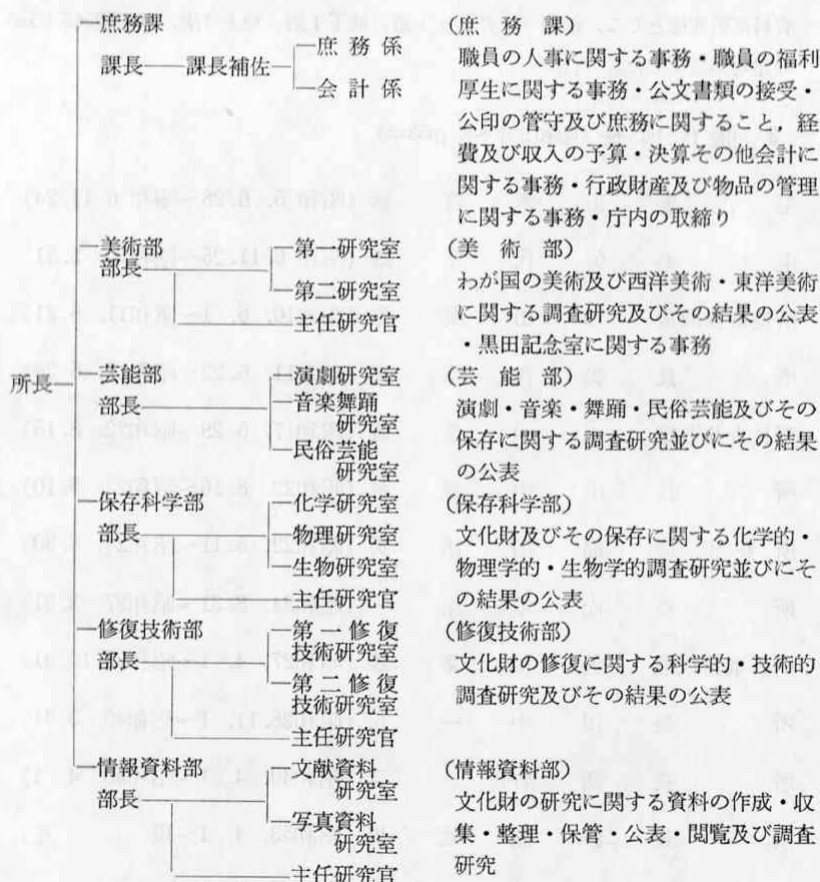 庶務課
課長 課長補佐
庶務係
会計係
(庶務課)
職員の人事に関する事務・職員の福利
厚生に関する事務・公文書類の接受・
公印の管守及び庶務に関すること,経
費及び収入の予算・決算その他会計に
関する事務・行政財産及び物品の管理
に関する事務・庁内の取締り
美術部
部長
第一研究室
第二研究室
主任研究官
(美術部)
わが国の美術及び西洋美術・東洋美術
に関する調査研究及びその結果の公表
・黒田記念室に関する事務
所長
芸能部
部長
演劇研究室
音楽舞踊
研究室
民俗芸能
研究室
(芸能部)
演劇・音楽・舞踊・民俗芸能及びその
保存に関する調査研究並びにその結果
の公表
保存科学部
部長
化学研究室
物理研究室
生物研究室
主任研究官
(保存科学部)
文化財及びその保存に関する化学的・
物理学的・生物学的調査研究並びにそ
の結果の公表
修復技術部
部長
第一修復
技術研究室
第二修復
技術研究室
主任研究官
(修復技術部)
文化財の修復に関する科学的・技術的
調査研究及びその結果の公表
情報資料部
部長
文献資料
研究室
写真資料
研究室
主任研究官
(情報資料部)
文化財の研究に関する資料の作成・収
集・整理・保管・公表・閲覧及び調査
研究